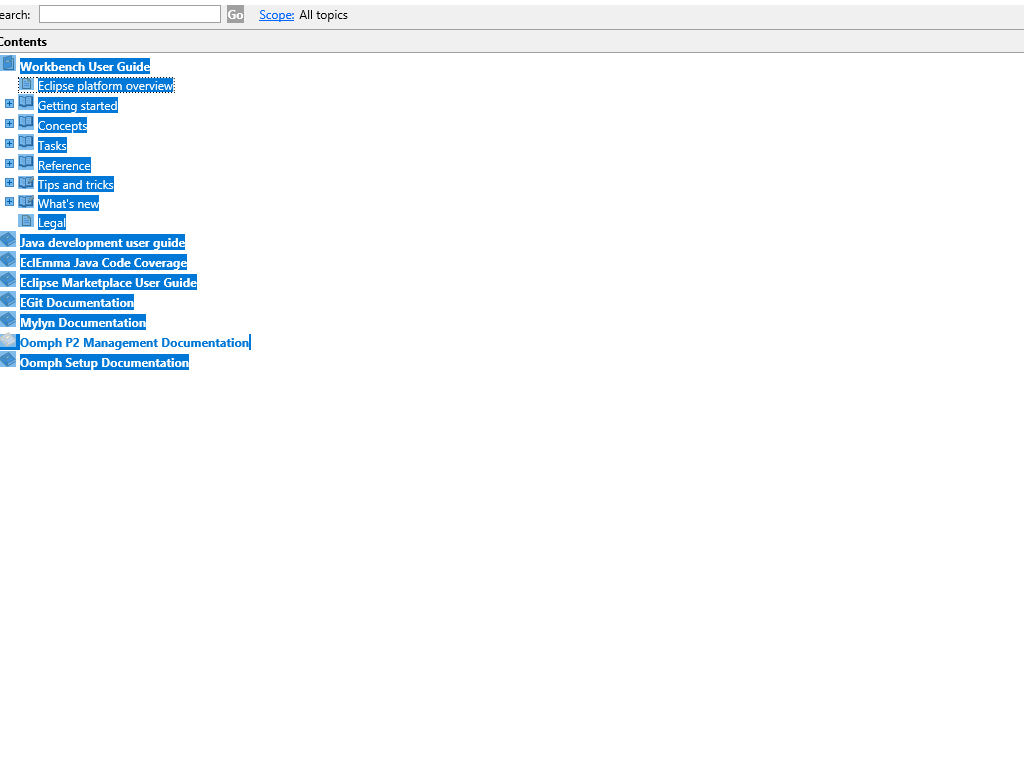 earch: Go Scope: All topics
Contents
Workbench User Guide
Eclipse platform overview
Getting started
Concepts
Tasks
Reference
Tips and tricks
What's new
Legal
Java development user guide
EclEmma Java Code Coverage
Eclipse Marketplace User Guide
EGit Documentation
Mylyn Documentation
Oomph P2 Management Documentation
Oomph Setup Documentation